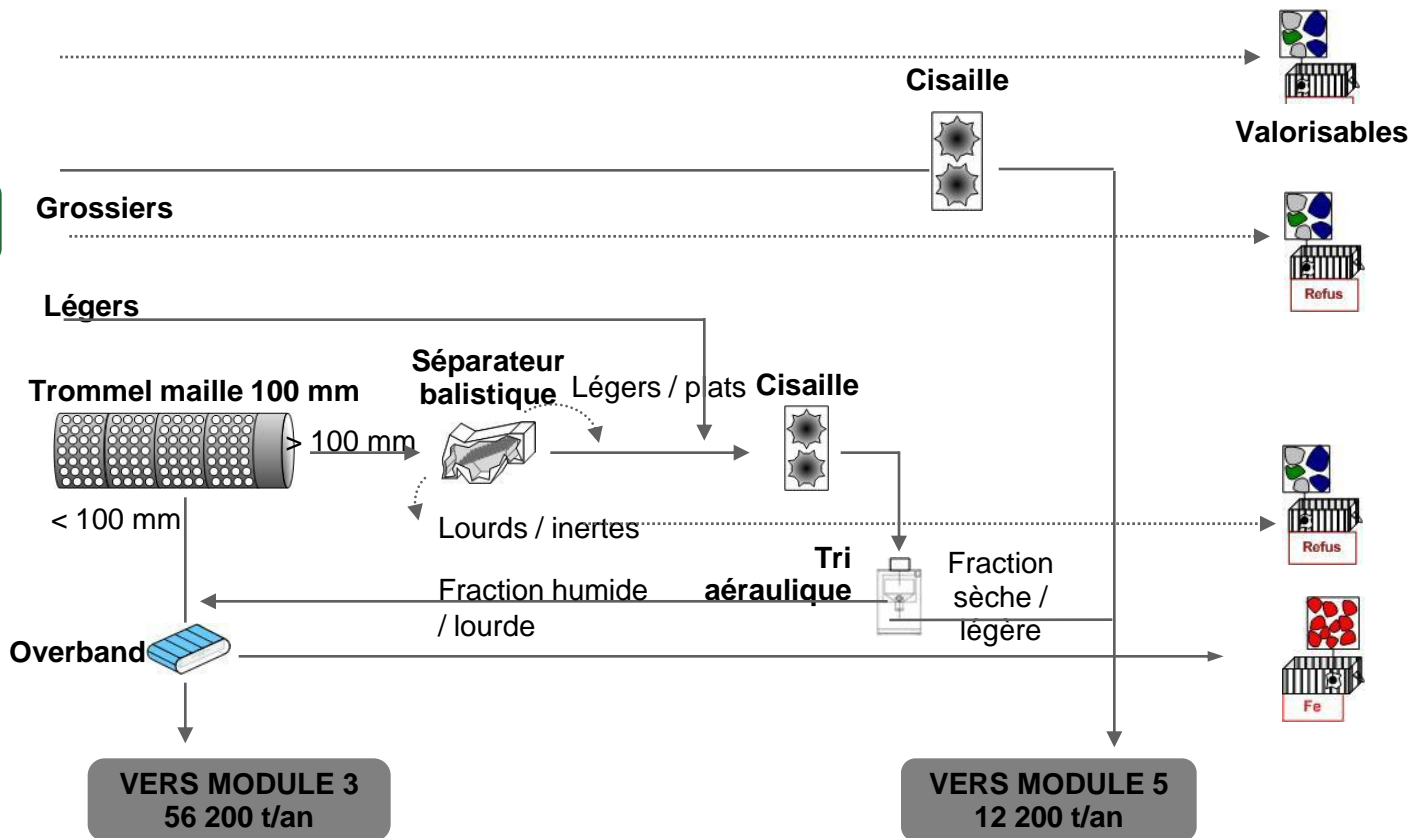 Cisaille
Valorisables
Grossiers
Refus
Légers
Séparateur
balistique
Légers / plats
Cisaille
Trommel maille 100 mm
> 100 mm
< 100 mm
Lourds / inertes
Refus
Tri
aéraulique
Fraction
sèche /
légère
Fraction humide
/ lourde
Overband
Fe
VERS MODULE 3
56 200 t/an
VERS MODULE 5
12 200 t/an